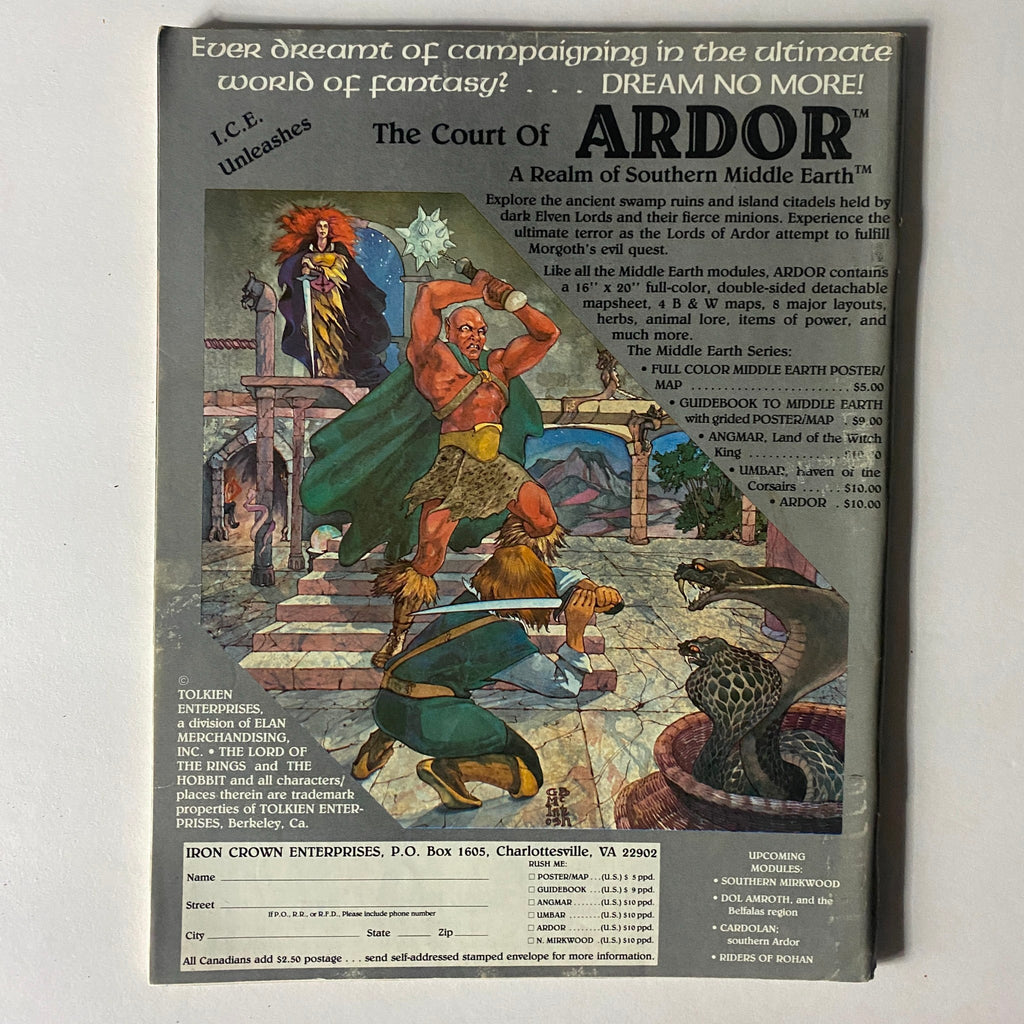 Ever dreamt of campaigning in the ultimate
world of fantasy? . . . DREAM NO MORE!
I.C.E.
Unleashes
The Court Of ARDOR™
A Realm of Southern Middle Earth™
Explore the ancient swamp ruins and island citadels held by
dark Elven Lords and their fierce minions. Experience the
ultimate terror as the Lords of Ardor attempt to fulfill
Morgoth's evil quest.
Like all the Middle Earth modules, ARDOR contains
a 16" x 20" full-color, double-sided detachable
mapsheet, 4 B & W maps, 8 major layouts,
herbs, animal lore, items of power, and
much more.
The Middle Earth Series:
• FULL COLOR MIDDLE EARTH POSTER/
MAP . . . . . . . . . . . . . . . . . . . . . . . . . $5.00
• GUIDEBOOK TO MIDDLE EARTH
with grided POSTER/MAP . $9.00
• ANGMAR, Land of the Witch
King . . . . . . . . . . . . . $10.00
• UMBAR, Haven of the
Corsairs . . . . . . $10.00
• ARDOR . $10.00
©
TOLKIEN
ENTERPRISES,
a division of ELAN
MERCHANDISING,
INC. • THE LORD OF
THE RINGS and THE
HOBBIT and all characters/
places therein are trademark
properties of TOLKIEN ENTER-
PRISES, Berkeley, Ca.
IRON CROWN ENTERPRISES, P.O. Box 1605, Charlottesville, VA 22902
RUSH ME:
Name
Street
If P.O., R.R., or R.F.D., Please include phone number
City State Zip
□ POSTER/MAP . . . (U.S.) $ 5 ppd.
□ GUIDEBOOK . . . (U.S.) $ 9 ppd.
□ ANGMAR . . . . . . . (U.S.) $10 ppd.
□ UMBAR . . . . . . . . (U.S.) $10 ppd.
□ ARDOR . . . . . . . . (U.S.) $10 ppd.
□ N. MIRKWOOD . (U.S.) $10 ppd.
All Canadians add $2.50 postage . . . send self-addressed stamped envelope for more information.
UPCOMING
MODULES:
• SOUTHERN MIRKWOOD
• DOL AMROTH, and the
Belfalas region
• CARDOLAN;
southern Ardor
• RIDERS OF ROHAN